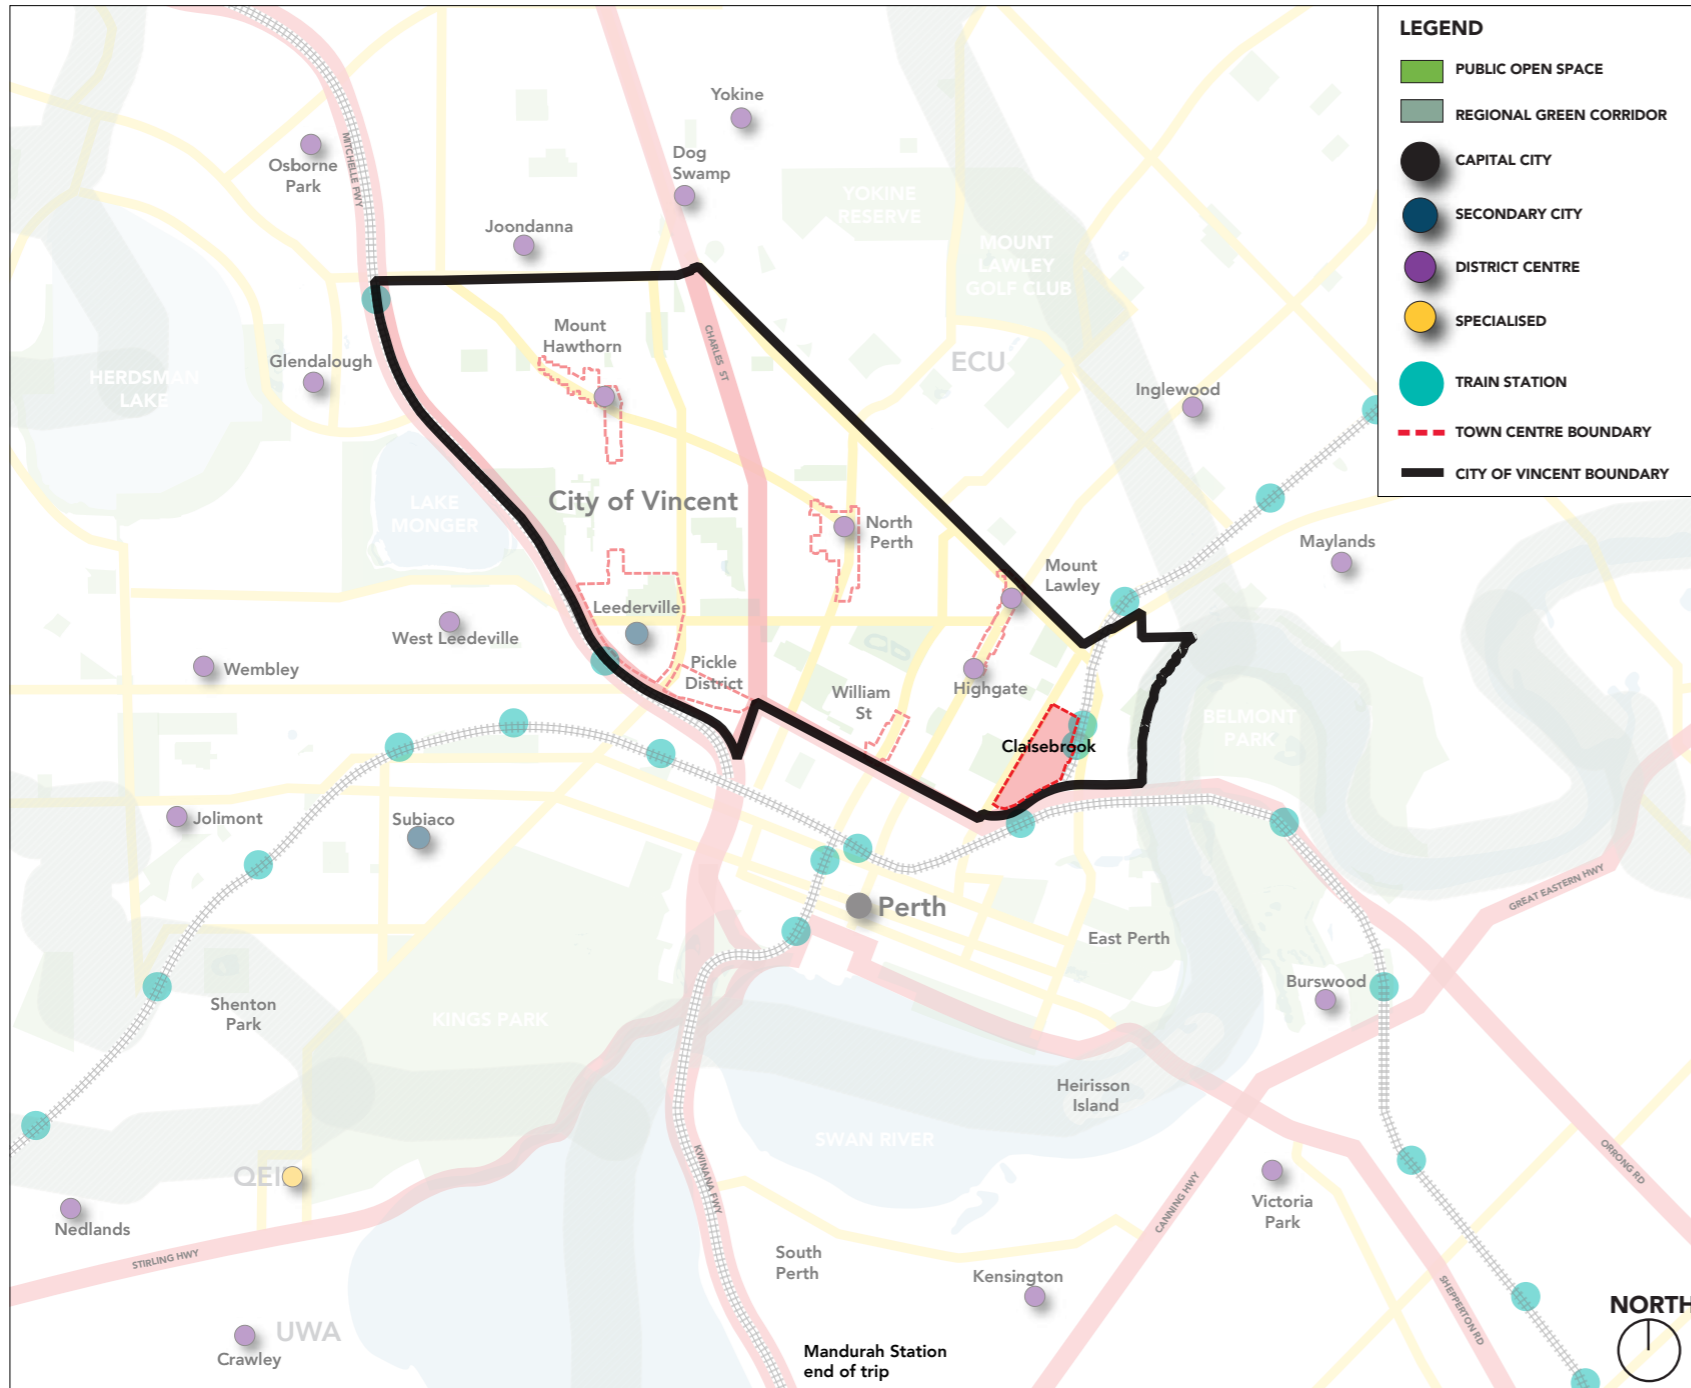 LEGEND
PUBLIC OPEN SPACE
REGIONAL GREEN CORRIDOR
CAPITAL CITY
SECONDARY CITY
DISTRICT CENTRE
SPECIALISED
TRAIN STATION
TOWN CENTRE BOUNDARY
CITY OF VINCENT BOUNDARY
Yokine
Osborne
Park
MITCHELLE FWY
Dog
Swamp
YOKINE
RESERVE
Joondanna
MOUNT
LAWLEY
GOLF CLUB
Mount
Hawthorn
CHARLES ST
Glendalough
HERDSMAN
LAKE
ECU
Inglewood
LAKE
MONGER
City of Vincent
North
Perth
Maylands
Mount
Lawley
Leederville
West Leedeville
Wembley
Pickle
District
William
St
Highgate
BELMONT
PARK
Claisebrook
Jolimont
Subiaco
Perth
East Perth
GREAT EASTERN HWY
Burswood
Shenton
Park
KINGS PARK
Heirisson
Island
SWAN RIVER
QEII
Nedlands
KWINANA FWY
CANNING HWY
Victoria
Park
ORRONG RD
STIRLING HWY
South
Perth
Kensington
SHEPPERTON RD
UWA
Crawley
Mandurah Station
end of trip
NORTH